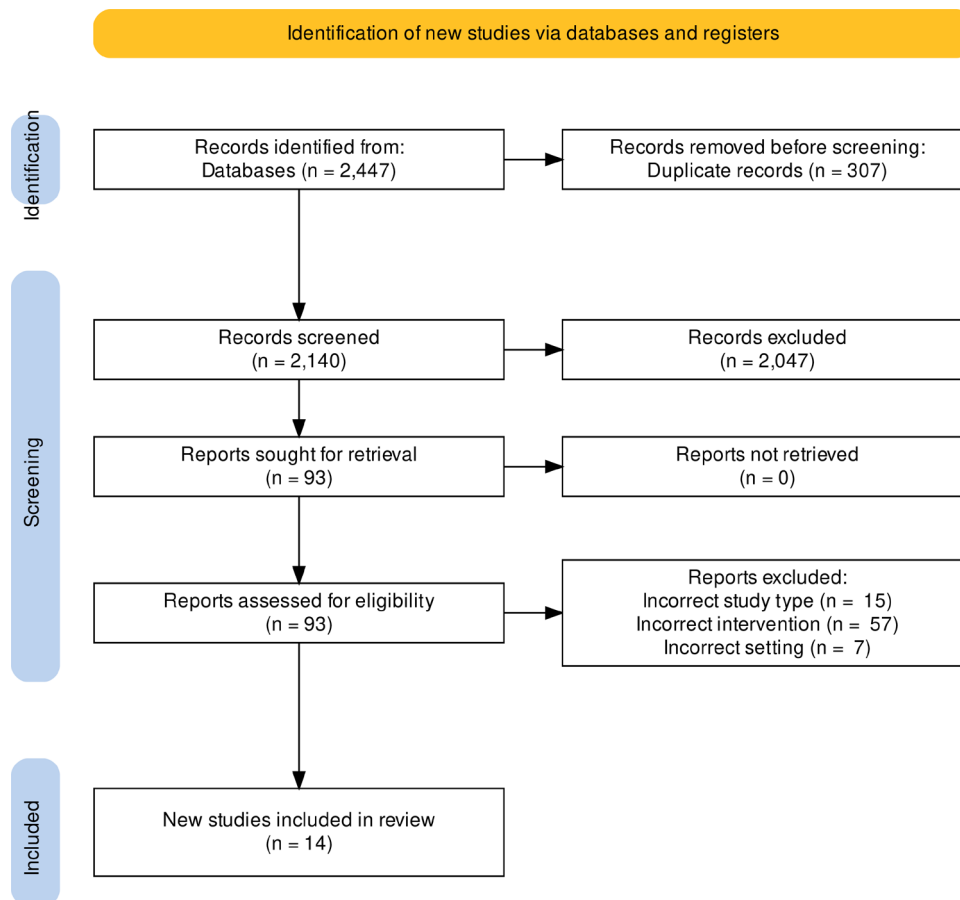 Identification of new studies via databases and registers
Identification
Records identified from:
Databases (n = 2,447)
Records removed before screening:
Duplicate records (n = 307)
Screening
Records screened
(n = 2,140)
Records excluded
(n = 2,047)
Reports sought for retrieval
(n = 93)
Reports not retrieved
(n = 0)
Reports assessed for eligibility
(n = 93)
Reports excluded:
Incorrect study type (n =  15)
Incorrect intervention (n =  57)
Incorrect setting (n =  7)
Included
New studies included in review
(n = 14)